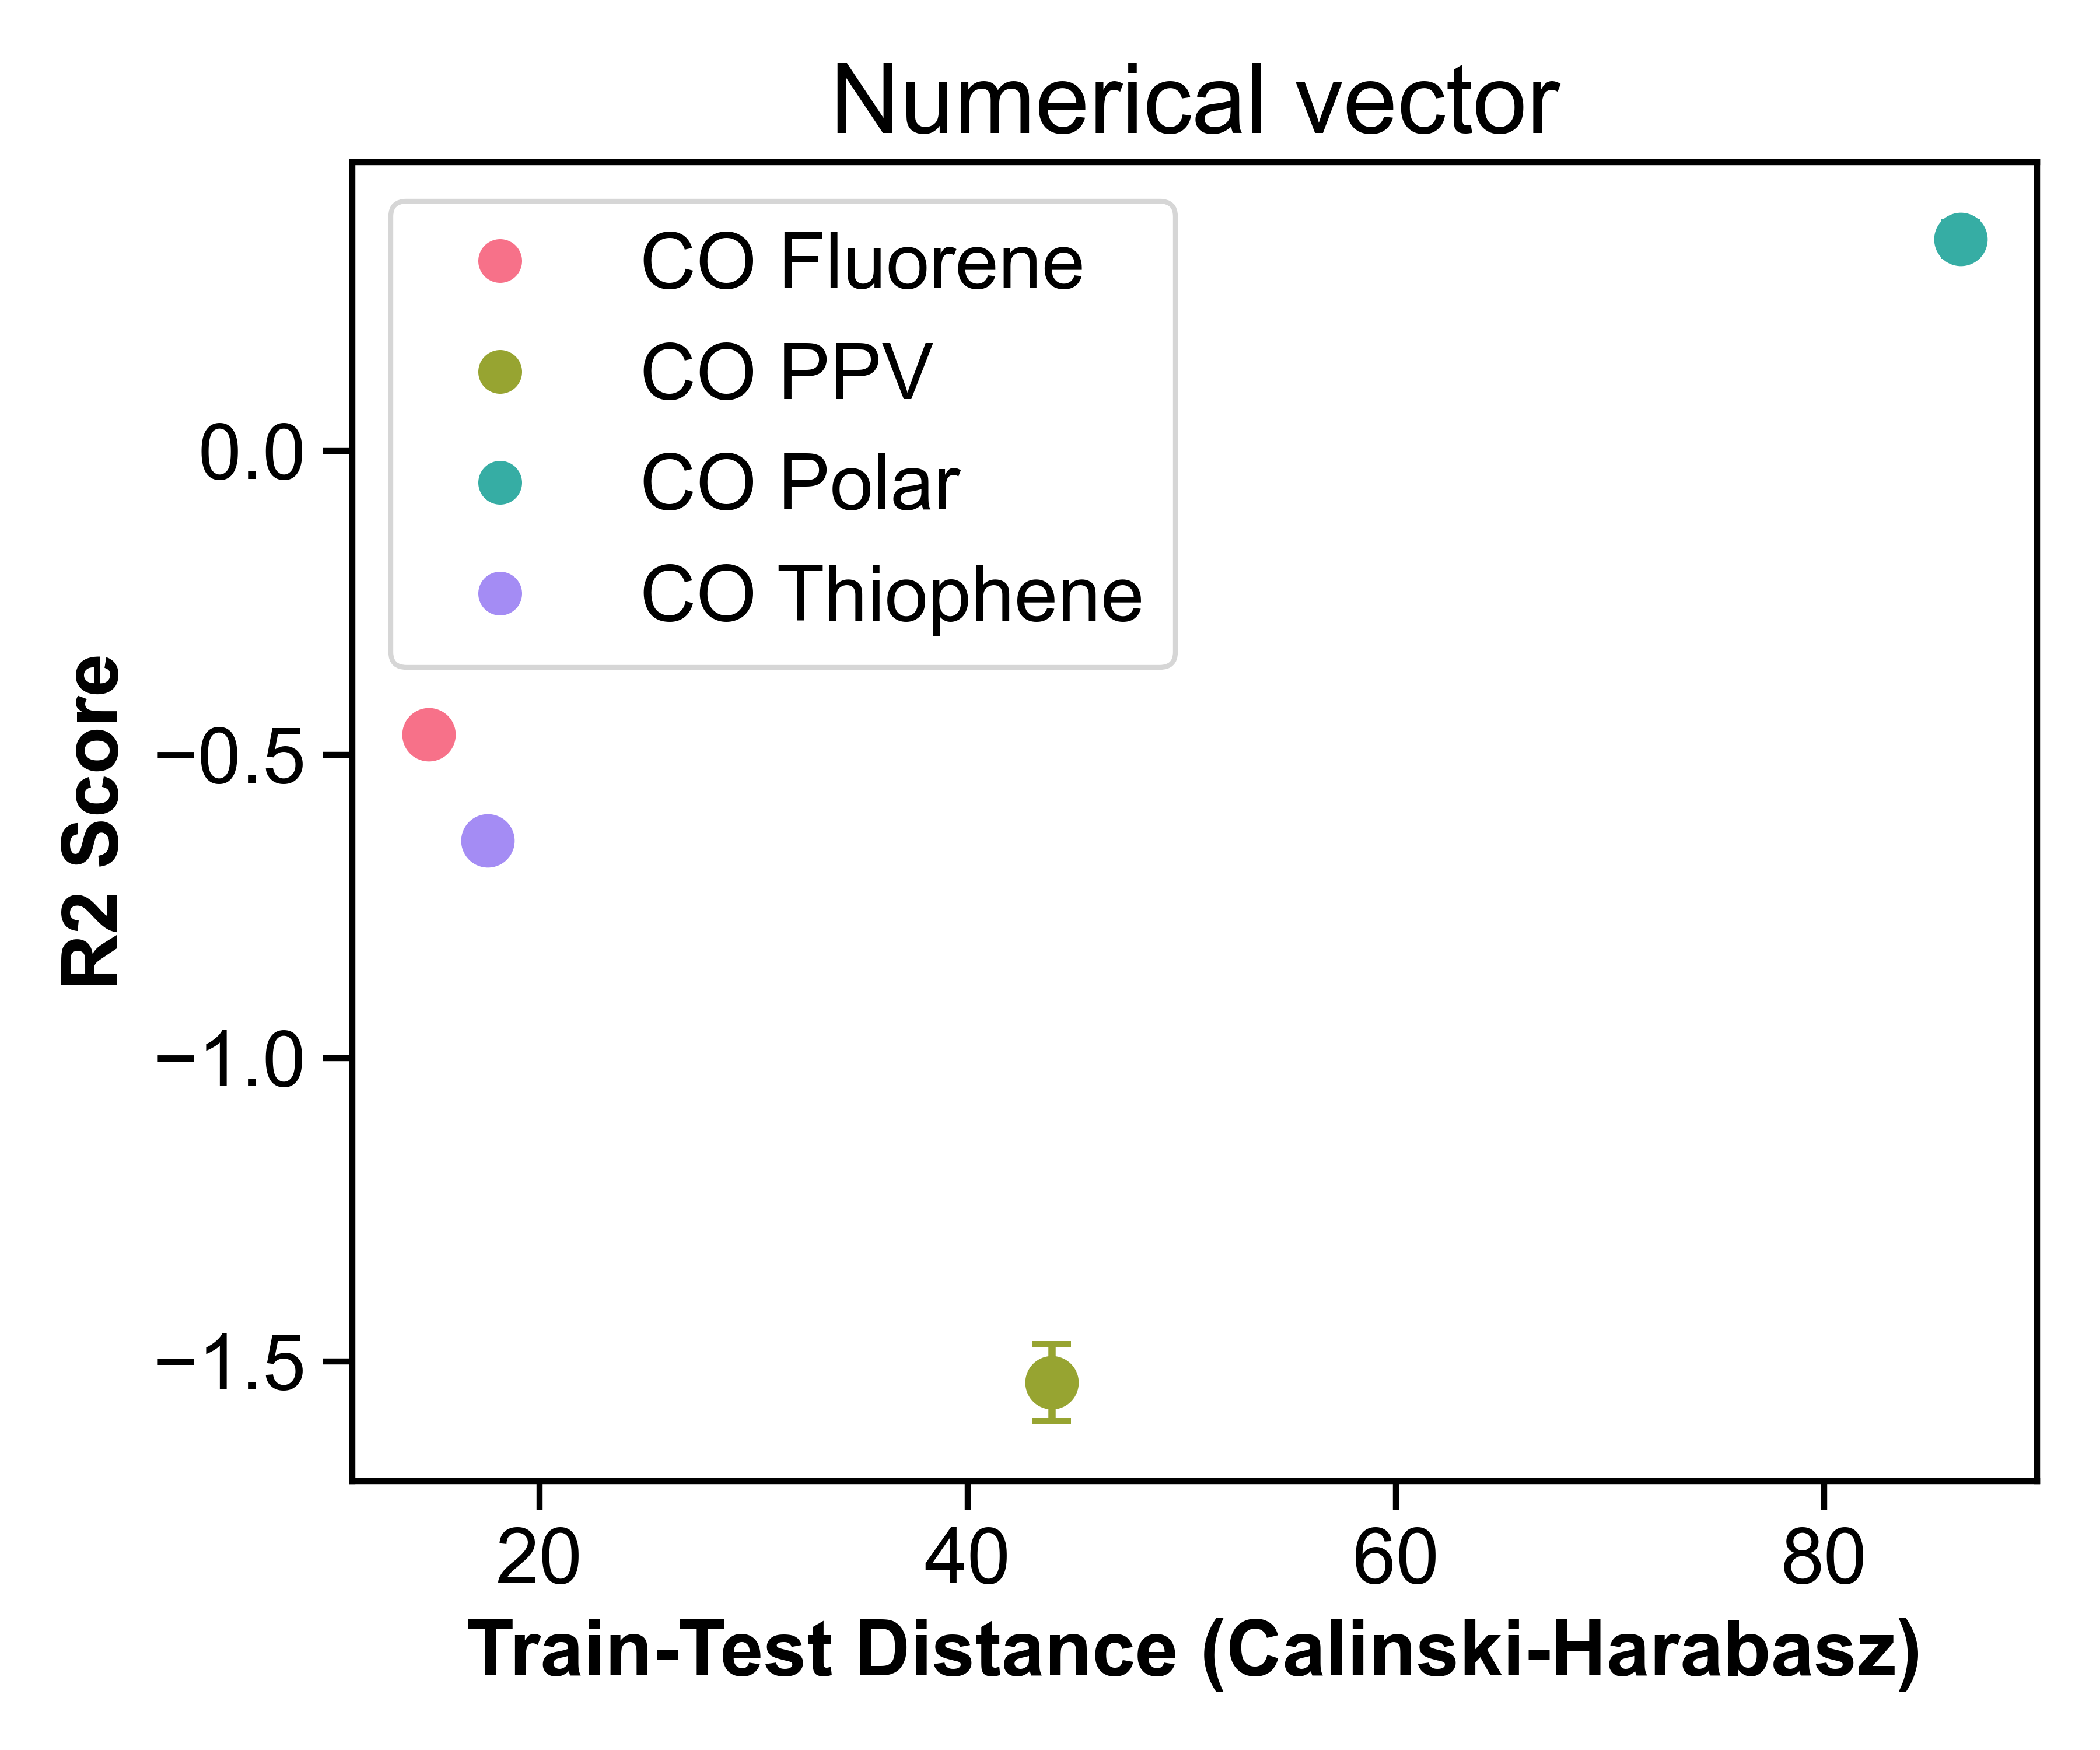 Numerical vector
CO Fluorene
CO PPV
CO Polar
CO Thiophene
R2 Score
0.0
−0.5
−1.0
−1.5
20
40
60
80
Train-Test Distance (Calinski-Harabasz)